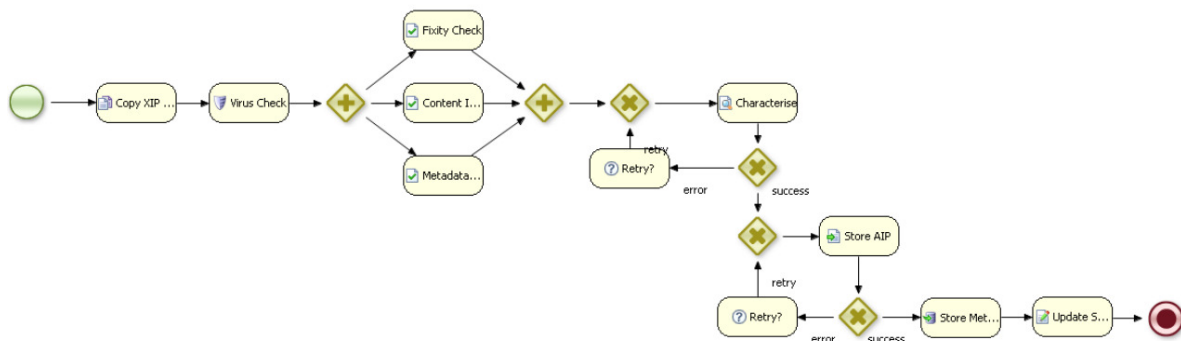 Fixity Check
Copy XIP ...
Virus Check
Content I...
Metadata...
Characterise
retry
Retry?
error
success
Store AIP
retry
Retry?
error
success
Store Met...
Update S...